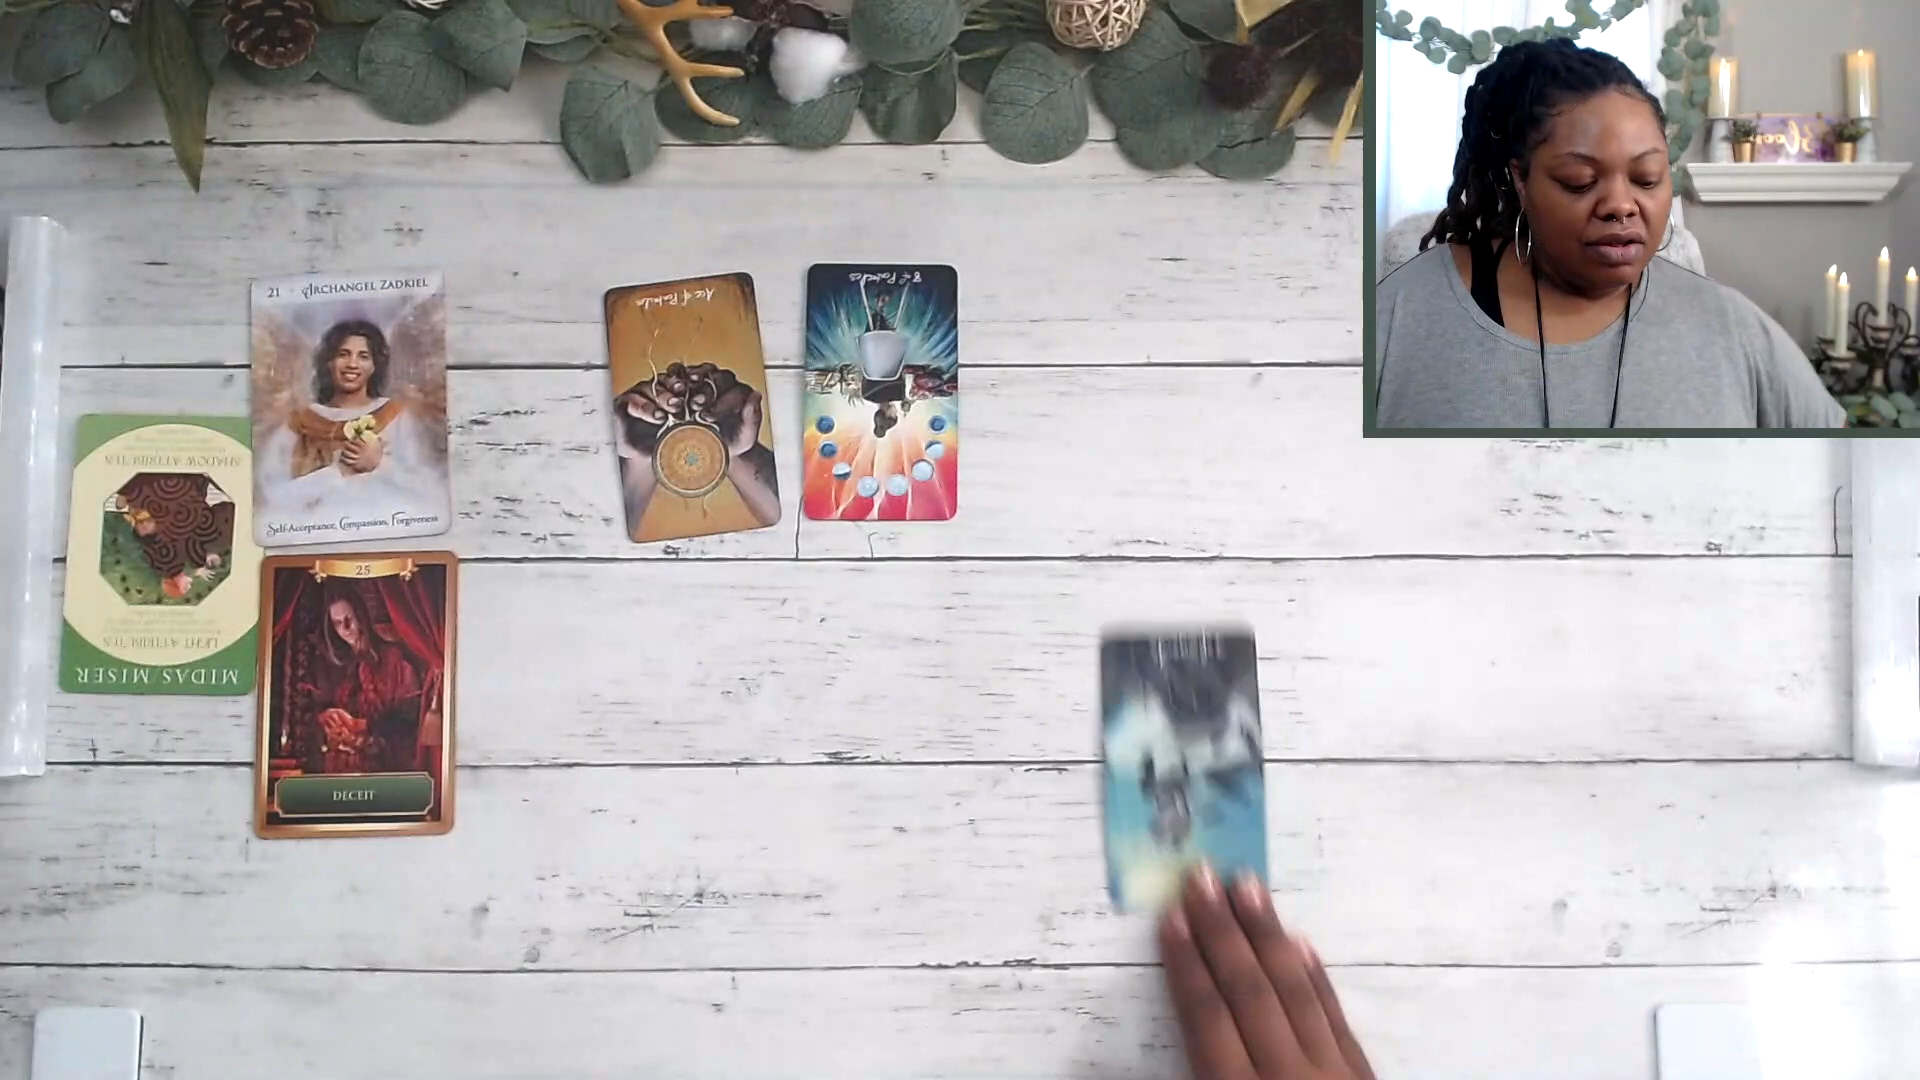 21 ARCHANGEL ZADKIEL
Self-Acceptance, Compassion, Forgiveness
Ace of Pentacles
8 of Pentacles
SHADOW ATTRIBUTES
LIGHT ATTRIBUTES
MIDAS MISER
25
DECEIT
Bloom